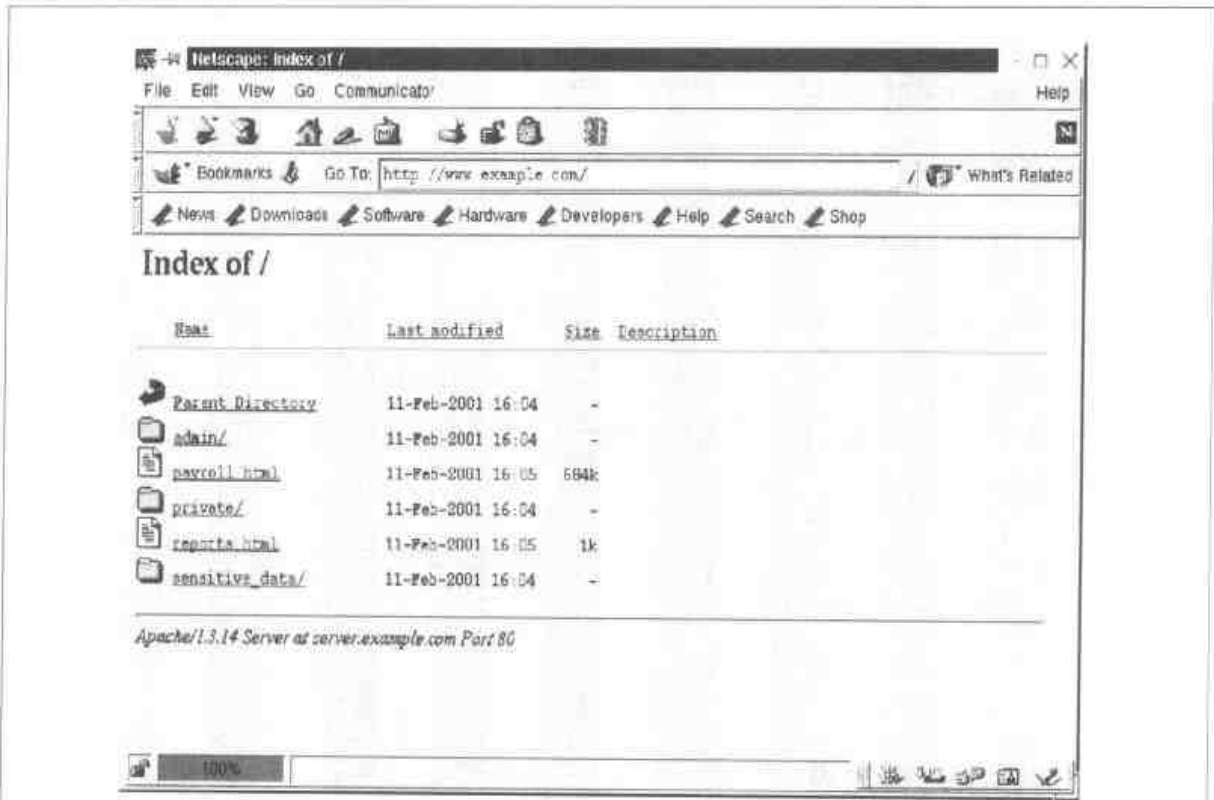 Netscape: Index of /
File Edit View Go Communicator Help
Bookmarks Go To: http://www.example.com/ What's Related
News Downloads Software Hardware Developers Help Search Shop
Index of /
Name Last modified Size Description
Parent Directory 11-Feb-2001 16:04 -
admin/ 11-Feb-2001 16:04 -
payroll.html 11-Feb-2001 16:05 684k
private/ 11-Feb-2001 16:04 -
reports.html 11-Feb-2001 16:05 1k
sensitive_data/ 11-Feb-2001 16:04 -
Apache/1.3.14 Server at server.example.com Port 80
100%